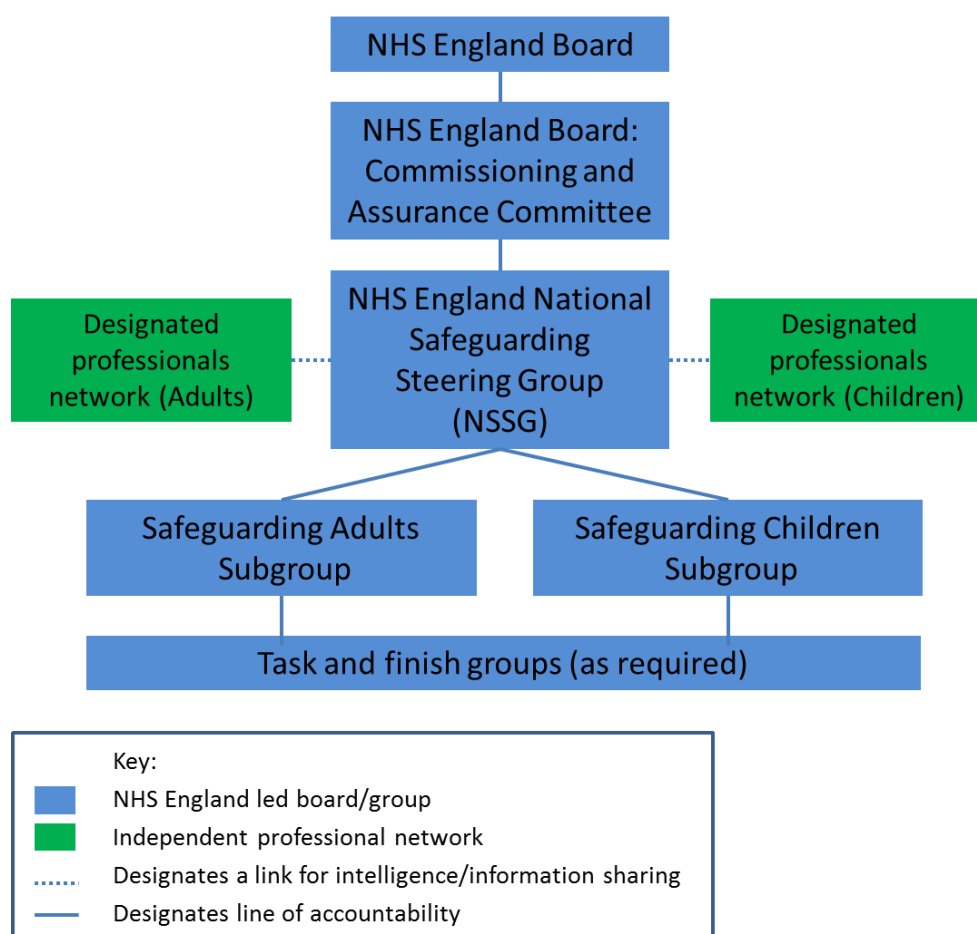 NHS England Board
NHS England Board:
Commissioning and
Assurance Committee
NHS England National
Safeguarding
Steering Group
(NSSG)
Designated
professionals
network (Adults)
Designated
professionals
network (Children)
Safeguarding Adults
Subgroup
Safeguarding Children
Subgroup
Task and finish groups (as required)
Key:
NHS England led board/group
Independent professional network
Designates a link for intelligence/information sharing
Designates line of accountability